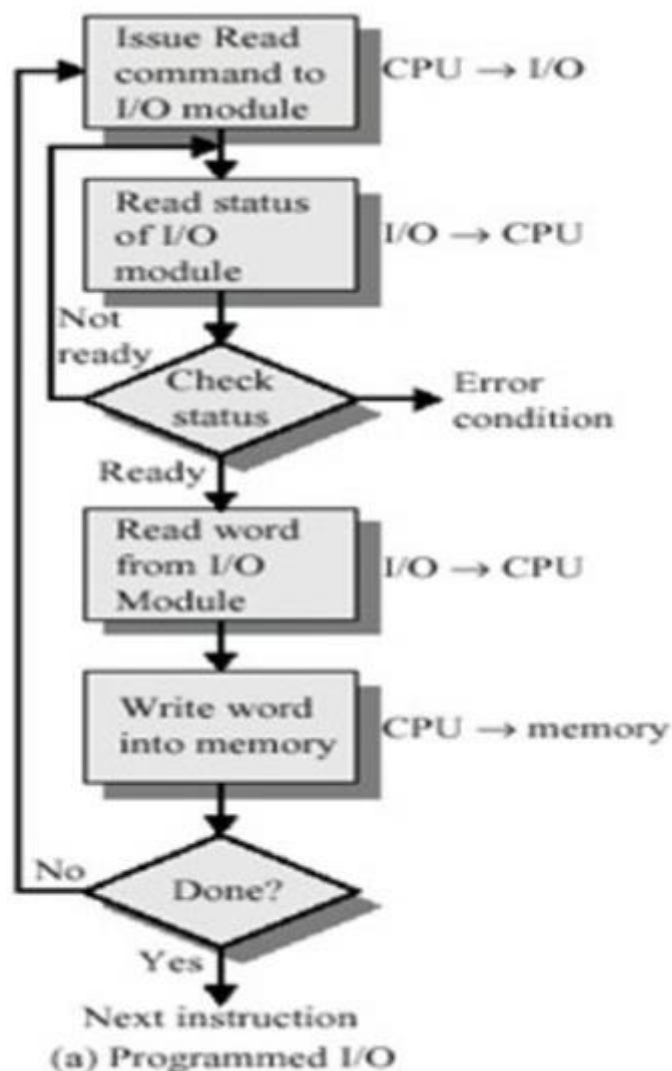 Issue Read
command to
I/O module
CPU → I/O
Read status
of I/O
module
I/O → CPU
Not
ready
Check
status
Error
condition
Ready
Read word
from I/O
Module
I/O → CPU
Write word
into memory
CPU → memory
No
Done?
Yes
Next instruction
(a) Programmed I/O